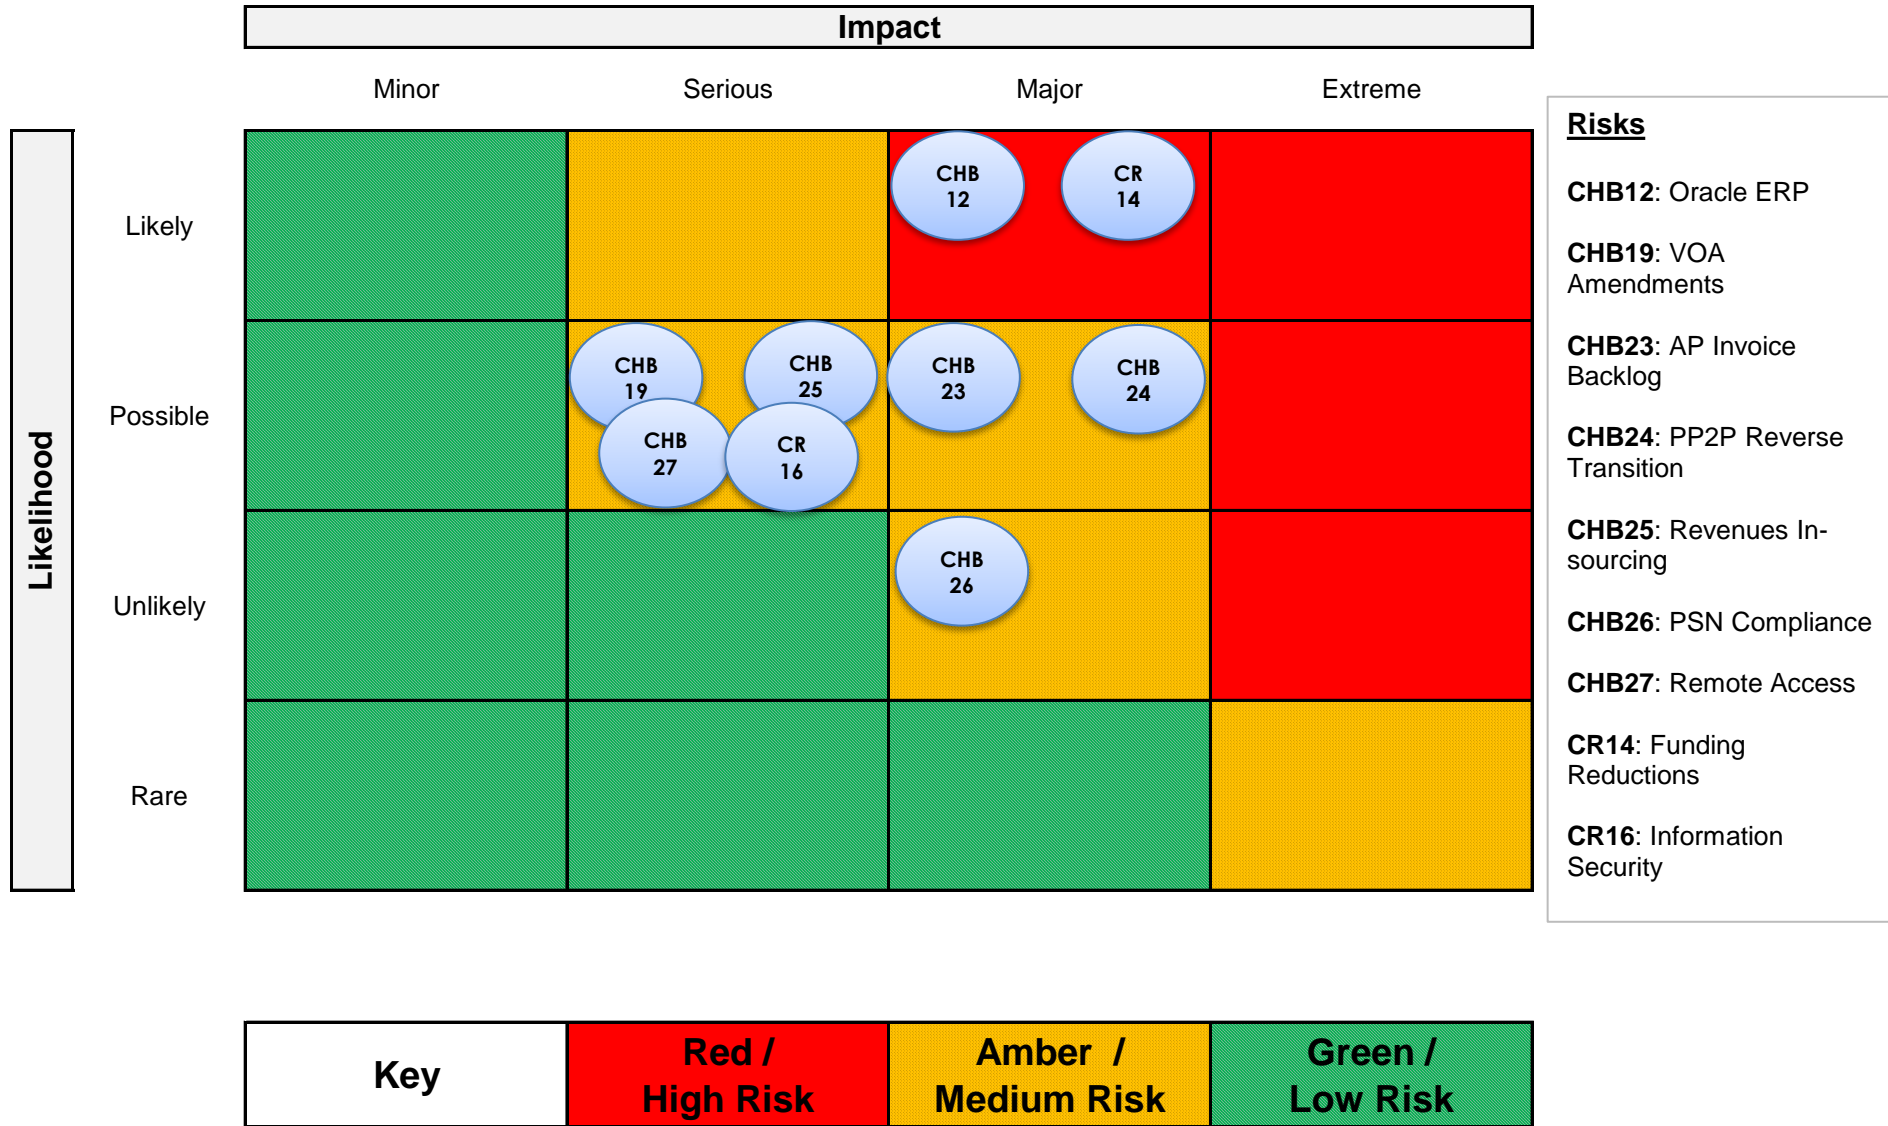 Impact
Minor
Serious
Major
Extreme
Likelihood
Likely
Possible
Unlikely
Rare
CHB
12
CR
14
CHB
19
CHB
25
CHB
23
CHB
24
CHB
27
CR
16
CHB
26
Risks
CHB12: Oracle ERP
CHB19: VOA
Amendments
CHB23: AP Invoice
Backlog
CHB24: PP2P Reverse
Transition
CHB25: Revenues In-
sourcing
CHB26: PSN Compliance
CHB27: Remote Access
CR14: Funding
Reductions
CR16: Information
Security
Key
Red /
High Risk
Amber /
Medium Risk
Green /
Low Risk